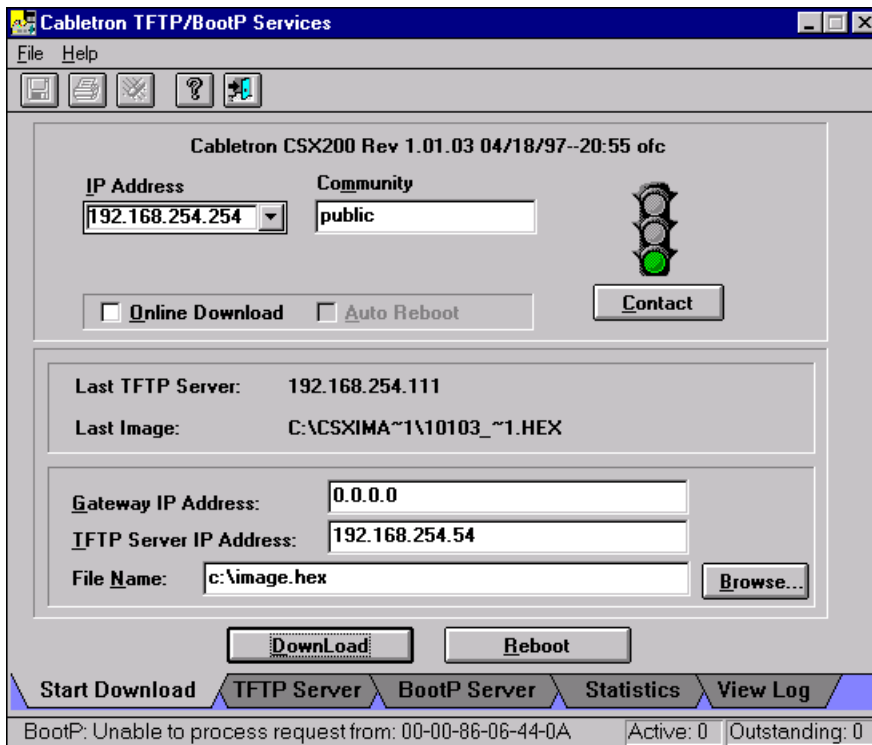 Cabletron TFTP/BootP Services
File Help
Cabletron CSX200 Rev 1.01.03 04/18/97--20:55 ofc
IP Address Community
192.168.254.254 public
Online Download Auto Reboot Contact
Last TFTP Server: 192.168.254.111
Last Image: C:\CSXIMA~1\10103_~1.HEX
Gateway IP Address: 0.0.0.0
TFTP Server IP Address: 192.168.254.54
File Name: c:\image.hex Browse...
DownLoad Reboot
Start Download TFTP Server BootP Server Statistics View Log
BootP: Unable to process request from: 00-00-86-06-44-0A Active: 0 Outstanding: 0